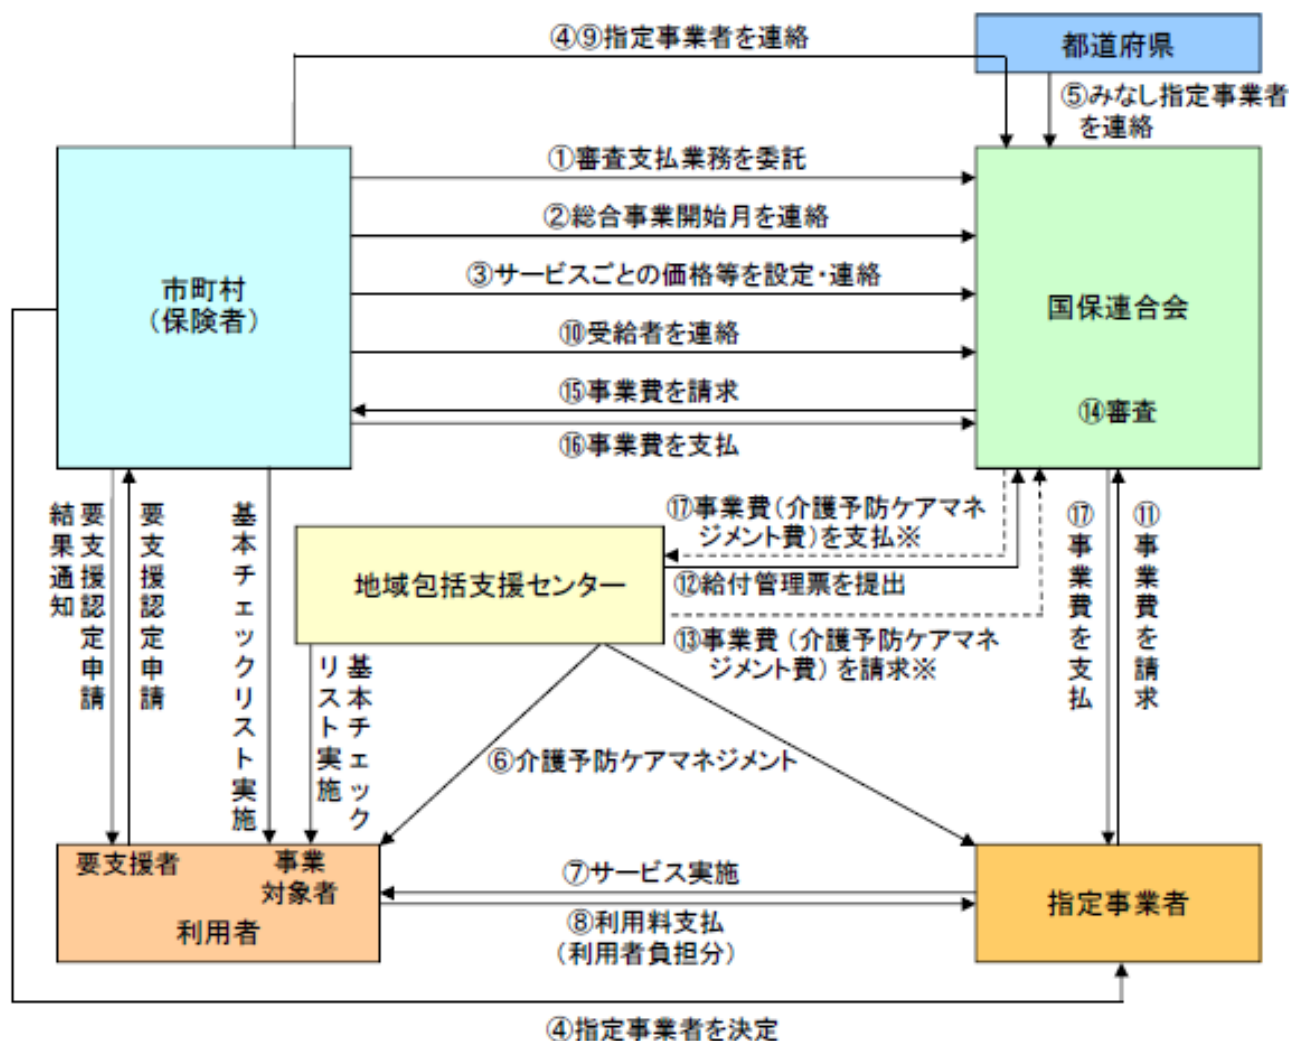 ④⑨指定事業者を連絡
都道府県
⑤みなし指定事業者
を連絡
①審査支払業務を委託
②総合事業開始月を連絡
③サービスごとの価格等を設定・連絡
市町村
（保険者）
国保連合会
⑩受給者を連絡
⑮事業費を請求
⑭審査
⑯事業費を支払
要支援認定申請
結果通知
要支援認定申請
基本チェックリスト実施
地域包括支援センター
⑰事業費（介護予防ケアマネ
ジメント費）を支払※
⑫給付管理票を提出
⑬事業費（介護予防ケアマネ
ジメント費）を請求※
⑰事業費を支払
⑪事業費を請求
基本チェック
リスト実施
⑥介護予防ケアマネジメント
要支援者
事業
対象者
利用者
⑦サービス実施
⑧利用料支払
（利用者負担分）
指定事業者
④指定事業者を決定